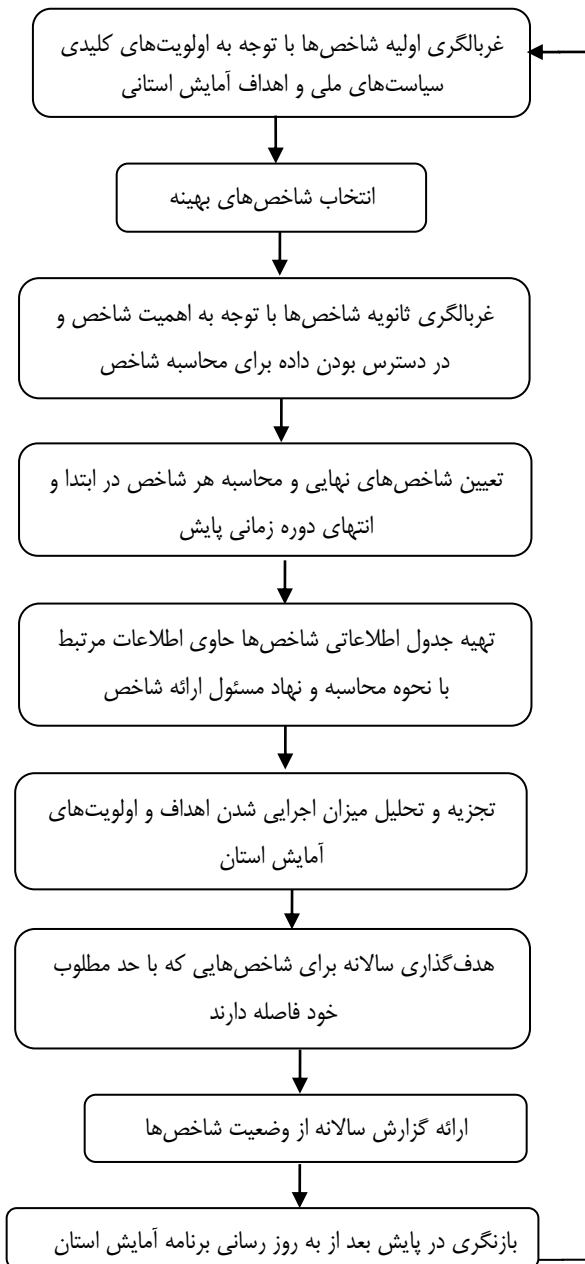 غربالگری اولیه شاخص‌ها با توجه به اولویت‌های کلیدی
سیاست‌های ملی و اهداف آمایش استانی
انتخاب شاخص‌های بهینه
غربالگری ثانویه شاخص‌ها با توجه به اهمیت شاخص و
در دسترس بودن داده برای محاسبه شاخص
تعیین شاخص‌های نهایی و محاسبه هر شاخص در ابتدا و
انتهای دوره زمانی پایش
تهیه جدول اطلاعاتی شاخص‌ها حاوی اطلاعات مرتبط
با نحوه محاسبه و نهاد مسئول ارائه شاخص
تجزیه و تحلیل میزان اجرایی شدن اهداف و اولویت‌های
آمایش استان
هدف‌گذاری سالانه برای شاخص‌هایی که با حد مطلوب
خود فاصله دارند
ارائه گزارش سالانه از وضعیت شاخص‌ها
بازنگری در پایش بعد از به روز رسانی برنامه آمایش استان